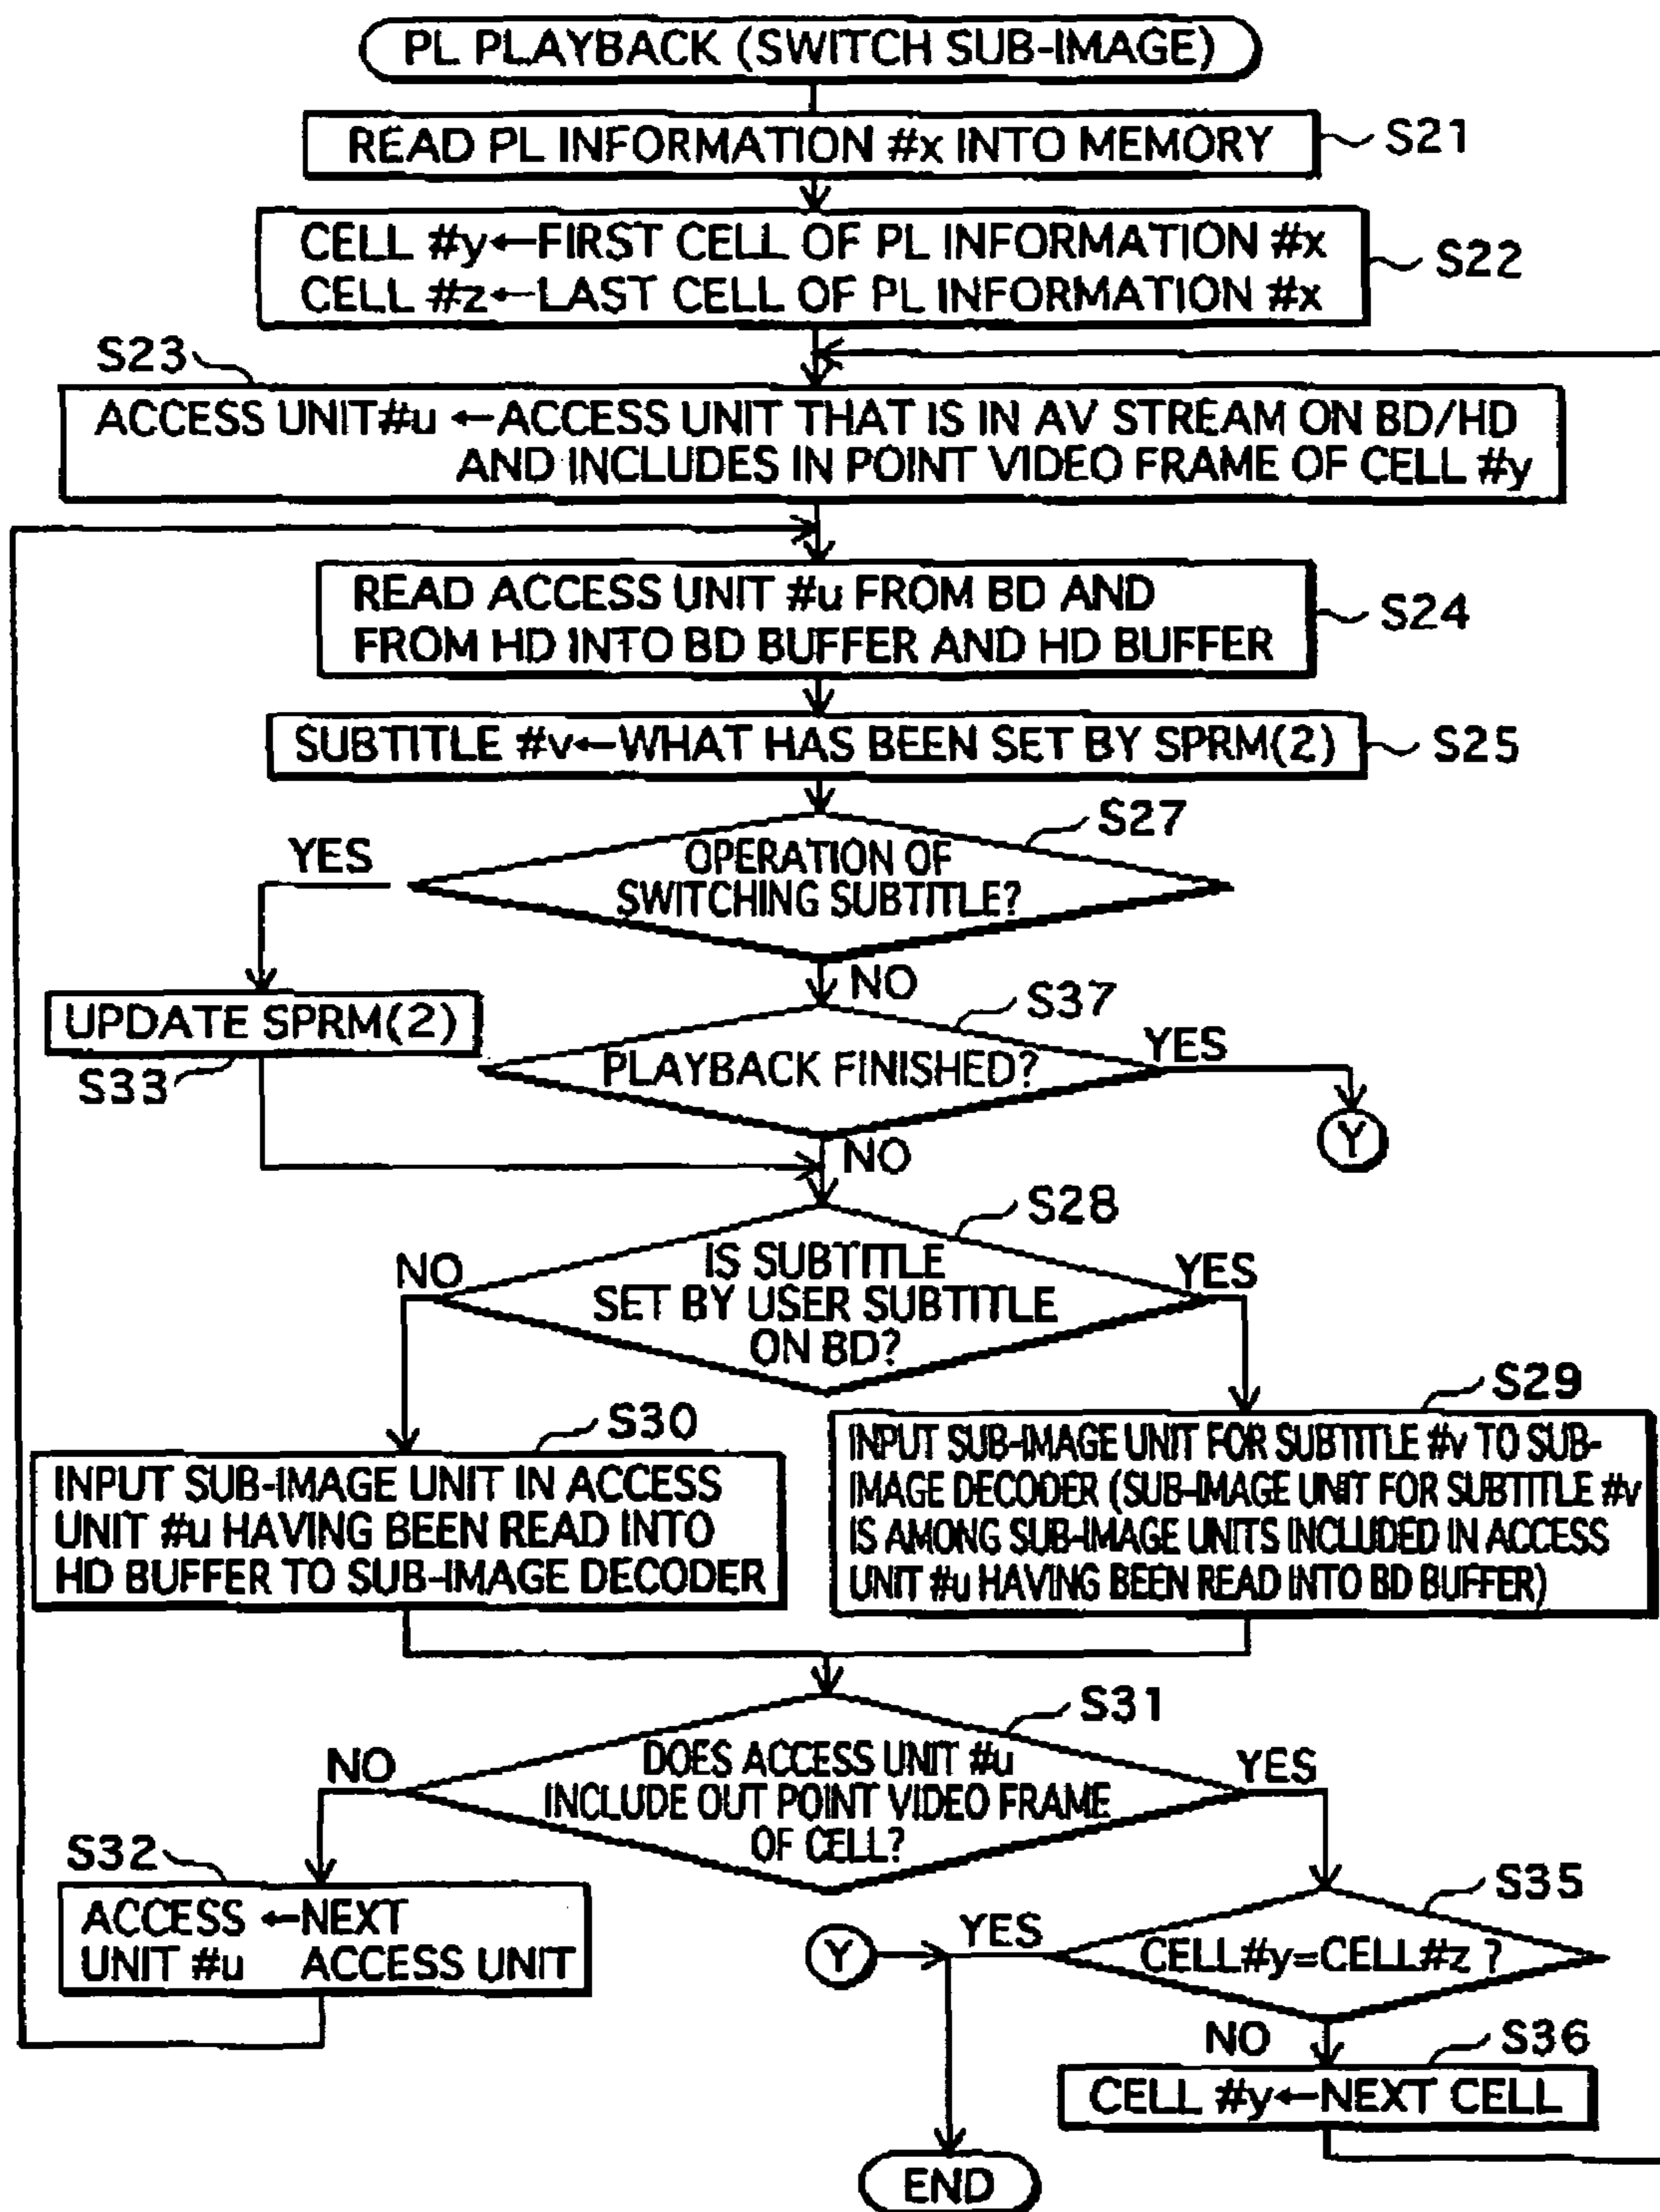 PL PLAYBACK (SWITCH SUB-IMAGE)
READ PL INFORMATION #x INTO MEMORY
S21
CELL #y←FIRST CELL OF PL INFORMATION #x
CELL #z←LAST CELL OF PL INFORMATION #x
S22
S23
ACCESS UNIT#u ←ACCESS UNIT THAT IS IN AV STREAM ON BD/HD
AND INCLUDES IN POINT VIDEO FRAME OF CELL #y
READ ACCESS UNIT #u FROM BD AND
FROM HD INTO BD BUFFER AND HD BUFFER
S24
SUBTITLE #v←WHAT HAS BEEN SET BY SPRM(2)
S25
S27
YES
OPERATION OF
SWITCHING SUBTITLE?
NO
UPDATE SPRM(2)
S33
S37
PLAYBACK FINISHED?
YES
Y
NO
S28
NO
IS SUBTITLE
SET BY USER SUBTITLE
ON BD?
YES
S30
INPUT SUB-IMAGE UNIT IN ACCESS
UNIT #u HAVING BEEN READ INTO
HD BUFFER TO SUB-IMAGE DECODER
S29
INPUT SUB-IMAGE UNIT FOR SUBTITLE #v TO SUB-
IMAGE DECODER (SUB-IMAGE UNIT FOR SUBTITLE #v
IS AMONG SUB-IMAGE UNITS INCLUDED IN ACCESS
UNIT #u HAVING BEEN READ INTO BD BUFFER)
S31
NO
DOES ACCESS UNIT #u
INCLUDE OUT POINT VIDEO FRAME
OF CELL?
YES
S32
ACCESS ←NEXT
UNIT #u ACCESS UNIT
S35
Y
YES
CELL#y=CELL#z ?
NO
S36
CELL #y←NEXT CELL
END